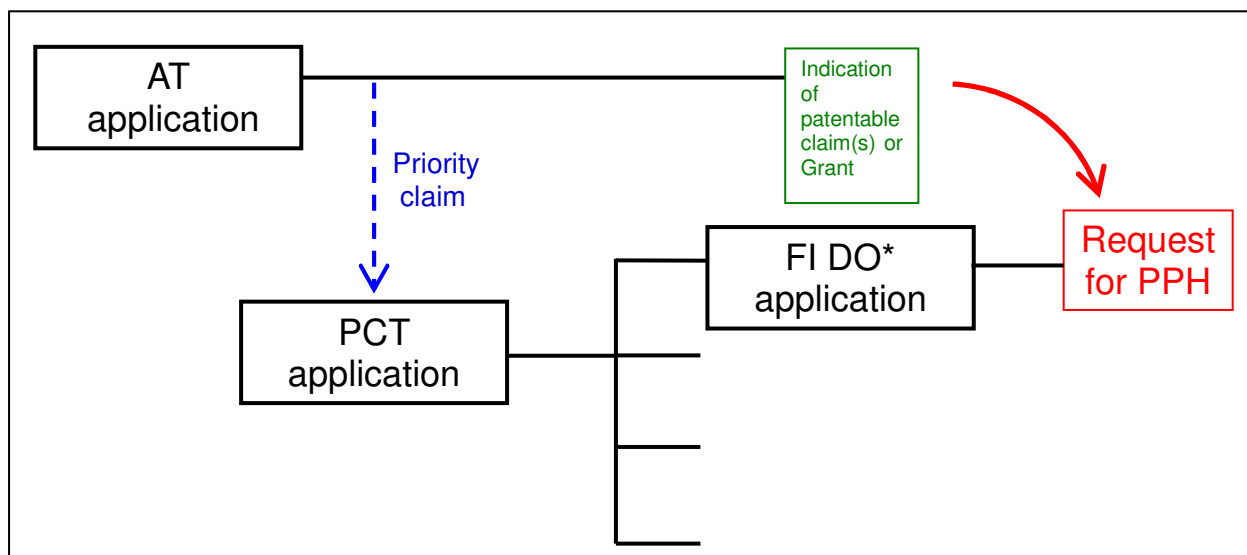 AT
application
Indication
of
patentable
claim(s) or
Grant
Priority
claim
FI DO*
application
Request
for PPH
PCT
application